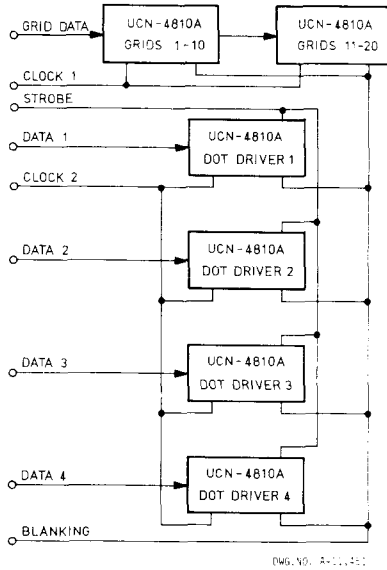 GRID DATA
UCN-4810A
GRIDS 1-10
UCN-4810A
GRIDS 11-20
CLOCK 1
STROBE
DATA 1
UCN-4810A
DOT DRIVER 1
CLOCK 2
DATA 2
UCN-4810A
DOT DRIVER 2
DATA 3
UCN-4810A
DOT DRIVER 3
DATA 4
UCN-4810A
DOT DRIVER 4
BLANKING
DWG. NO.